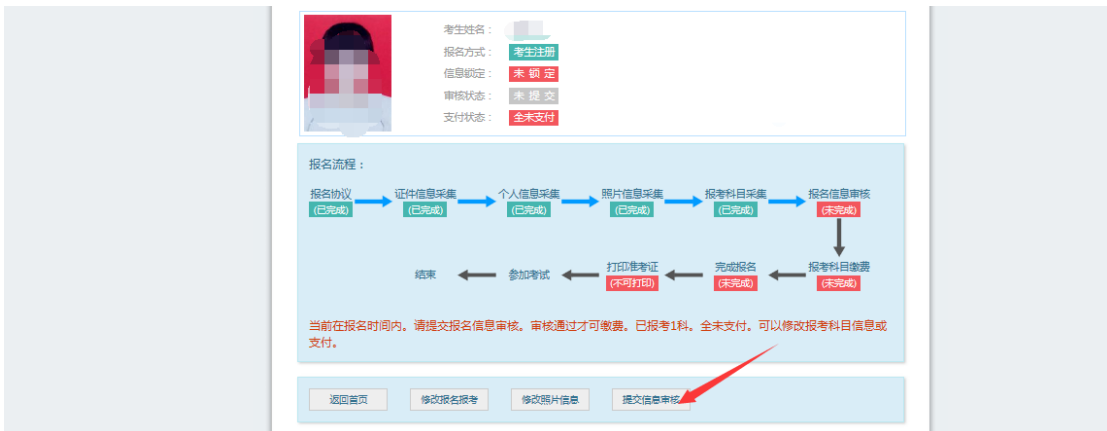 考生姓名：
报名方式： 考生注册
信息锁定： 未 锁 定
审核状态： 未 提 交
支付状态： 全未支付
报名流程：
报名协议 证件信息采集 个人信息采集 照片信息采集 报考科目采集 报名信息审核
(已完成) (已完成) (已完成) (已完成) (已完成) (未完成)
结束 参加考试 打印准考证 完成报名 报考科目缴费
(不可打印) (未完成) (未完成)
当前在报名时间内。请提交报名信息审核。审核通过才可缴费。已报考1科。全未支付。可以修改报考科目信息或
支付。
返回首页 修改报名报考 修改照片信息 提交信息审核